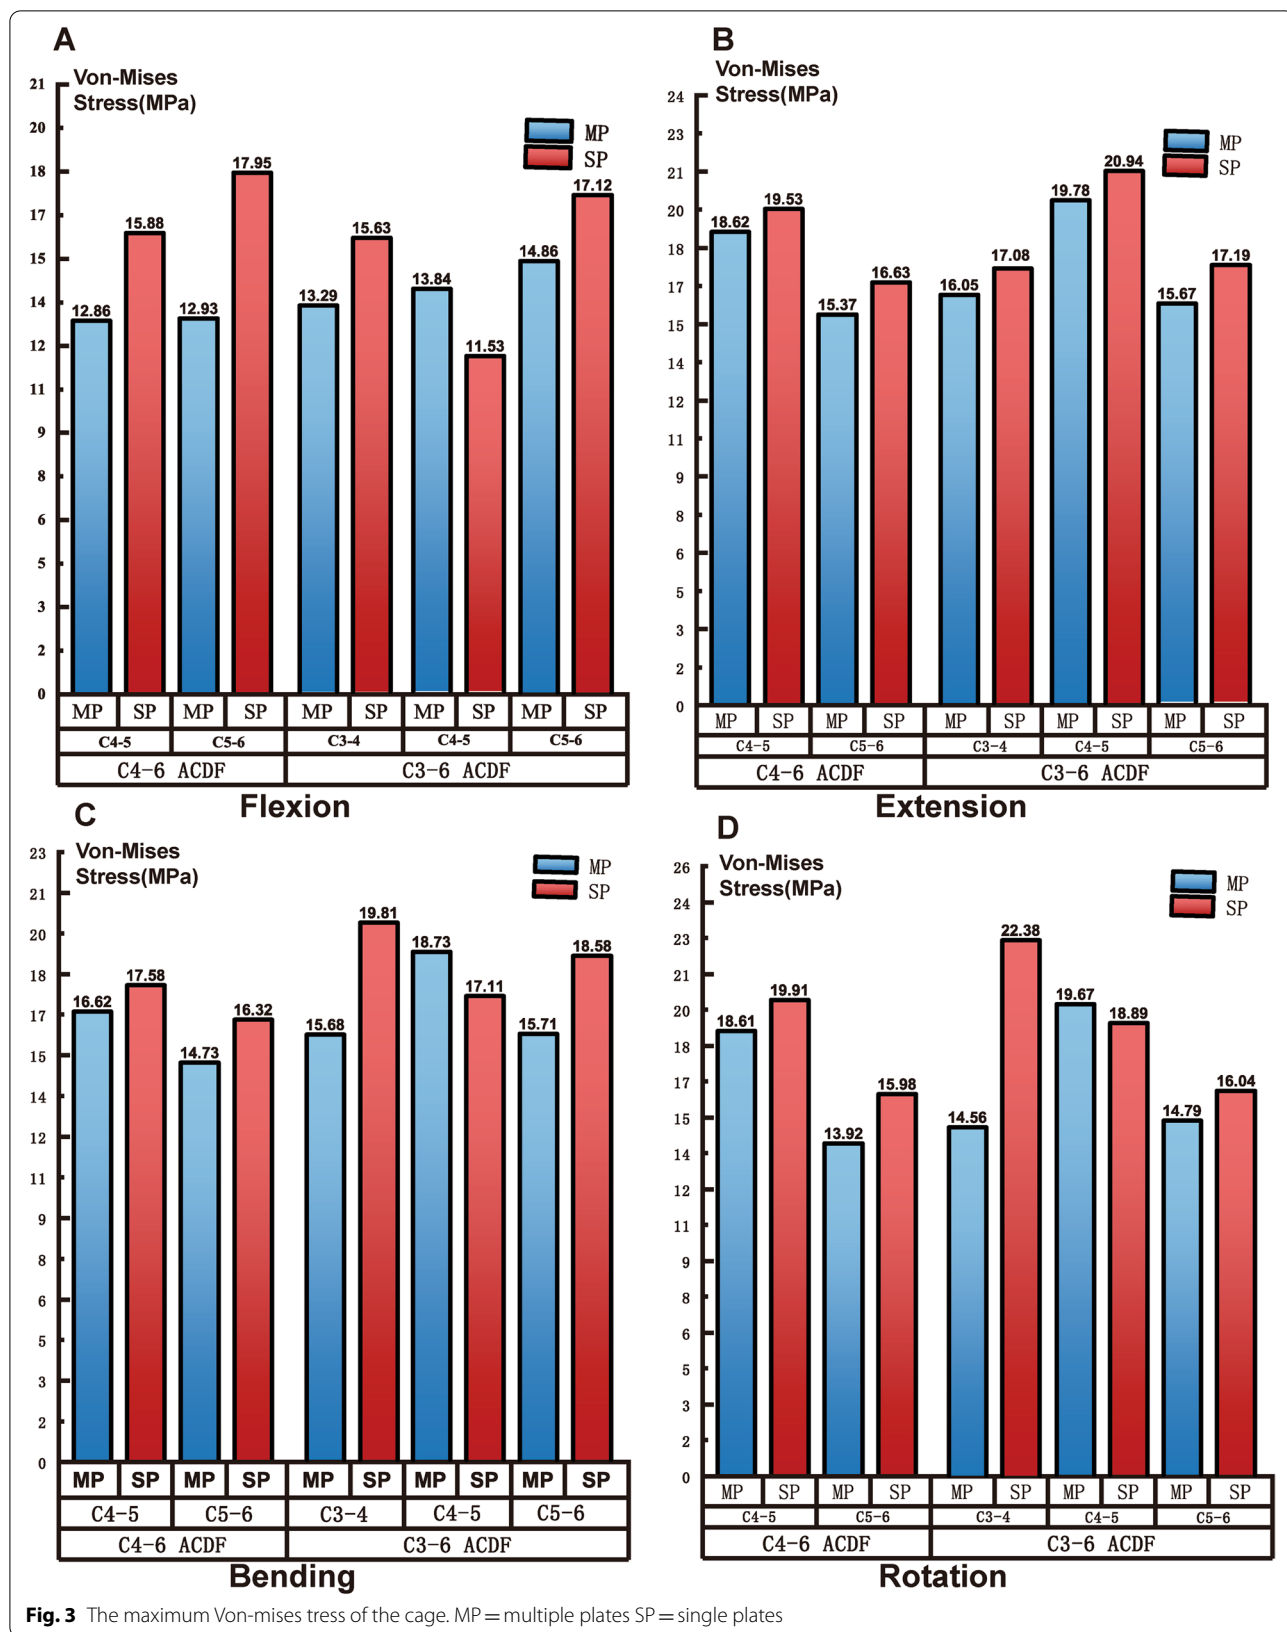 A
Von-Mises
Stress(MPa)
21
20
18
17
15
14
12
11
9
8
6
5
3
2
0
MP
SP
12.86
15.88
12.93
17.95
13.29
15.63
13.84
11.53
14.86
17.12
MP SP MP SP MP SP MP SP MP SP
C4-5 C5-6 C3-4 C4-5 C5-6
C4-6 ACDF C3-6 ACDF
Flexion
B
Von-Mises
Stress(MPa)
24
23
21
20
18
17
15
14
12
11
9
8
6
5
3
2
0
MP
SP
18.62
19.53
15.37
16.63
16.05
17.08
19.78
20.94
15.67
17.19
MP SP MP SP MP SP MP SP MP SP
C4-5 C5-6 C3-4 C4-5 C5-6
C4-6 ACDF C3-6 ACDF
Extension
C
Von-Mises
Stress(MPa)
23
21
20
18
17
15
14
12
11
9
8
6
5
3
2
0
MP
SP
16.62
17.58
14.73
16.32
15.68
19.81
18.73
17.11
15.71
18.58
MP SP MP SP MP SP MP SP MP SP
C4-5 C5-6 C3-4 C4-5 C5-6
C4-6 ACDF C3-6 ACDF
Bending
D
Von-Mises
Stress(MPa)
26
24
23
21
20
18
17
15
14
12
11
9
8
6
5
3
2
0
MP
SP
18.61
19.91
13.92
15.98
14.56
22.38
19.67
18.89
14.79
16.04
MP SP MP SP MP SP MP SP MP SP
C4-5 C5-6 C3-4 C4-5 C5-6
C4-6 ACDF C3-6 ACDF
Rotation
Fig. 3 The maximum Von-mises tress of the cage. MP = multiple plates SP = single plates